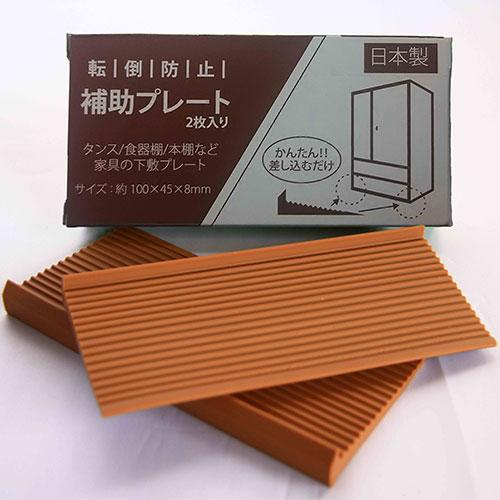 転|倒|防|止|
日本製
補助プレート
2枚入り
タンス/食器棚/本棚など
家具の下敷プレート
サイズ：約100×45×8mm
かんたん!!
差し込むだけ